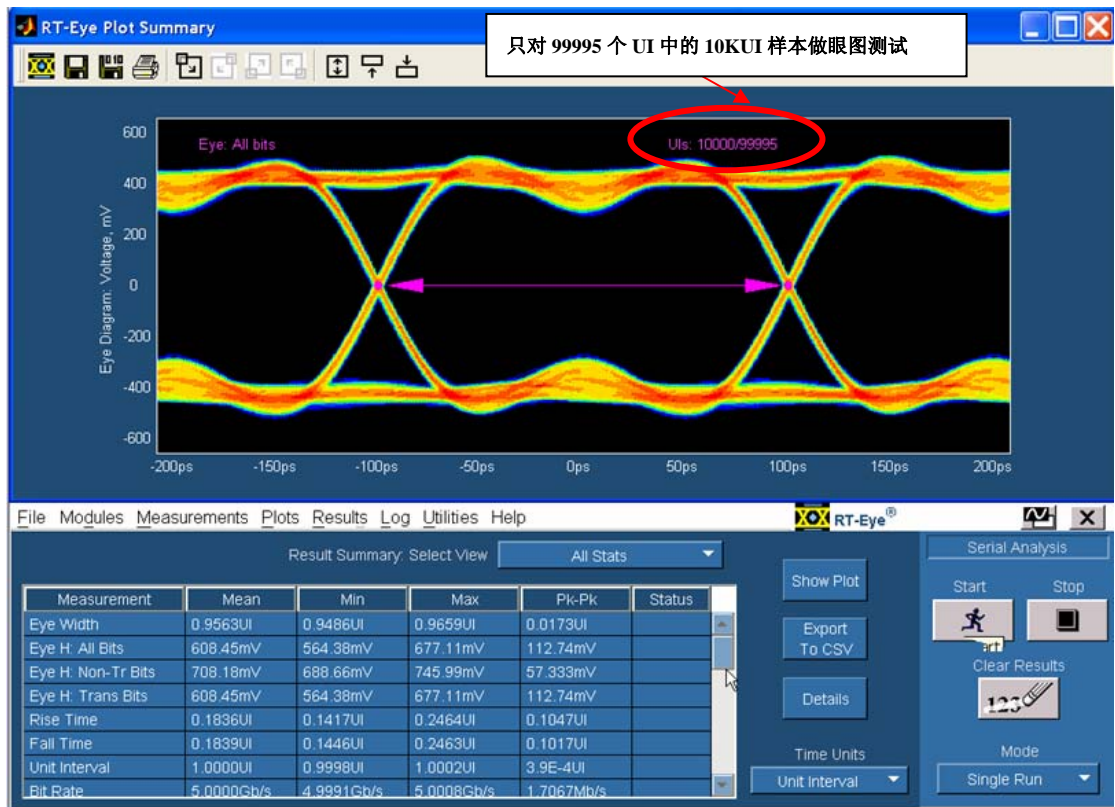 RT-Eye Plot Summary
只对 99995 个 UI 中的 10KUI 样本做眼图测试
Eye: All bits
UIs: 10000/99995
Eye Diagram: Voltage, mV
600
400
200
0
-200
-400
-600
-200ps -150ps -100ps -50ps 0ps 50ps 100ps 150ps 200ps
File Modules Measurements Plots Results Log Utilities Help
RT-Eye®
X
Result Summary: Select View All Stats
Measurement Mean Min Max Pk-Pk Status
Eye Width 0.9563UI 0.9486UI 0.9659UI 0.0173UI
Eye H: All Bits 608.45mV 564.38mV 677.11mV 112.74mV
Eye H: Non-Tr Bits 708.18mV 688.66mV 745.99mV 57.333mV
Eye H: Trans Bits 608.45mV 564.38mV 677.11mV 112.74mV
Rise Time 0.1836UI 0.1417UI 0.2464UI 0.1047UI
Fall Time 0.1839UI 0.1446UI 0.2463UI 0.1017UI
Unit Interval 1.0000UI 0.9998UI 1.0002UI 3.9E-4UI
Bit Rate 5.0000Gb/s 4.9991Gb/s 5.0008Gb/s 1.7067Mb/s
Show Plot
Export
To CSV
Details
Time Units
Unit Interval
Serial Analysis
Start Stop
Clear Results
123
Mode
Single Run